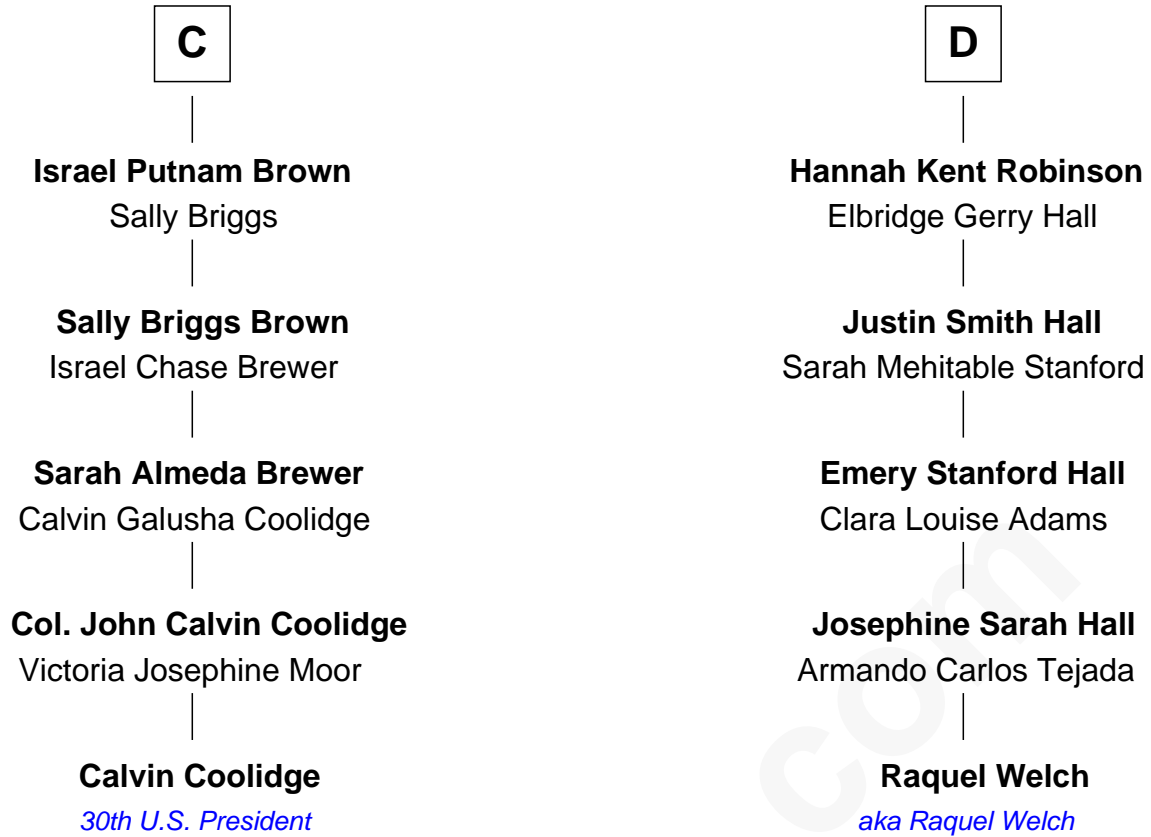 C
Israel Putnam Brown
Sally Briggs
Sally Briggs Brown
Israel Chase Brewer
Sarah Almeda Brewer
Calvin Galusha Coolidge
Col. John Calvin Coolidge
Victoria Josephine Moor
Calvin Coolidge
30th U.S. President
D
Hannah Kent Robinson
Elbridge Gerry Hall
Justin Smith Hall
Sarah Mehitable Stanford
Emery Stanford Hall
Clara Louise Adams
Josephine Sarah Hall
Armando Carlos Tejada
Raquel Welch
aka Raquel Welch
com